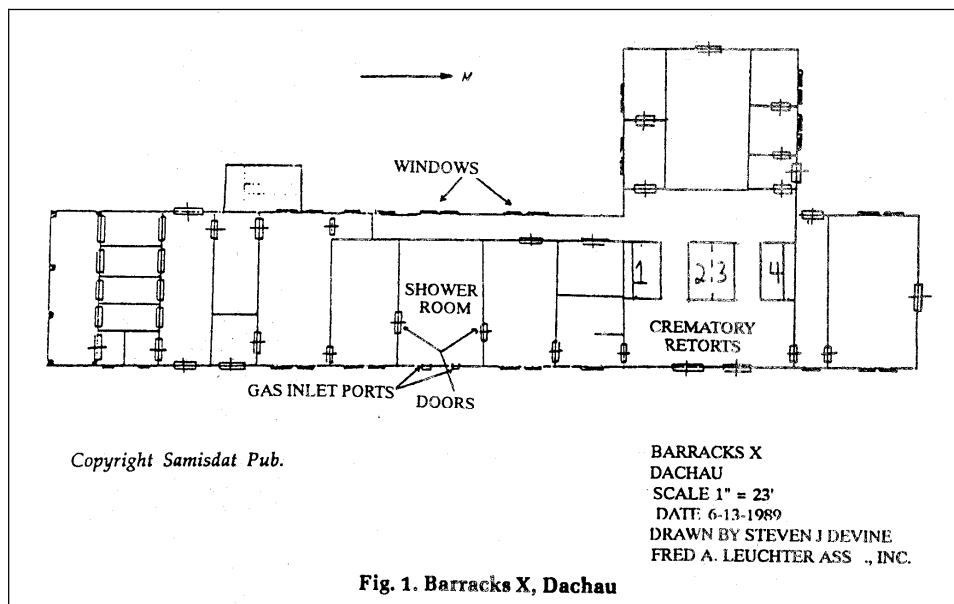 N
WINDOWS
SHOWER
ROOM
1
2 3
4
CREMATORY
RETORTS
GAS INLET PORTS
DOORS
Copyright Samisdat Pub.
BARRACKS X
DACHAU
SCALE 1" = 23'
DATE 6-13-1989
DRAWN BY STEVEN J DEVINE
FRED A. LEUCHTER ASS ., INC.
Fig. 1. Barracks X, Dachau